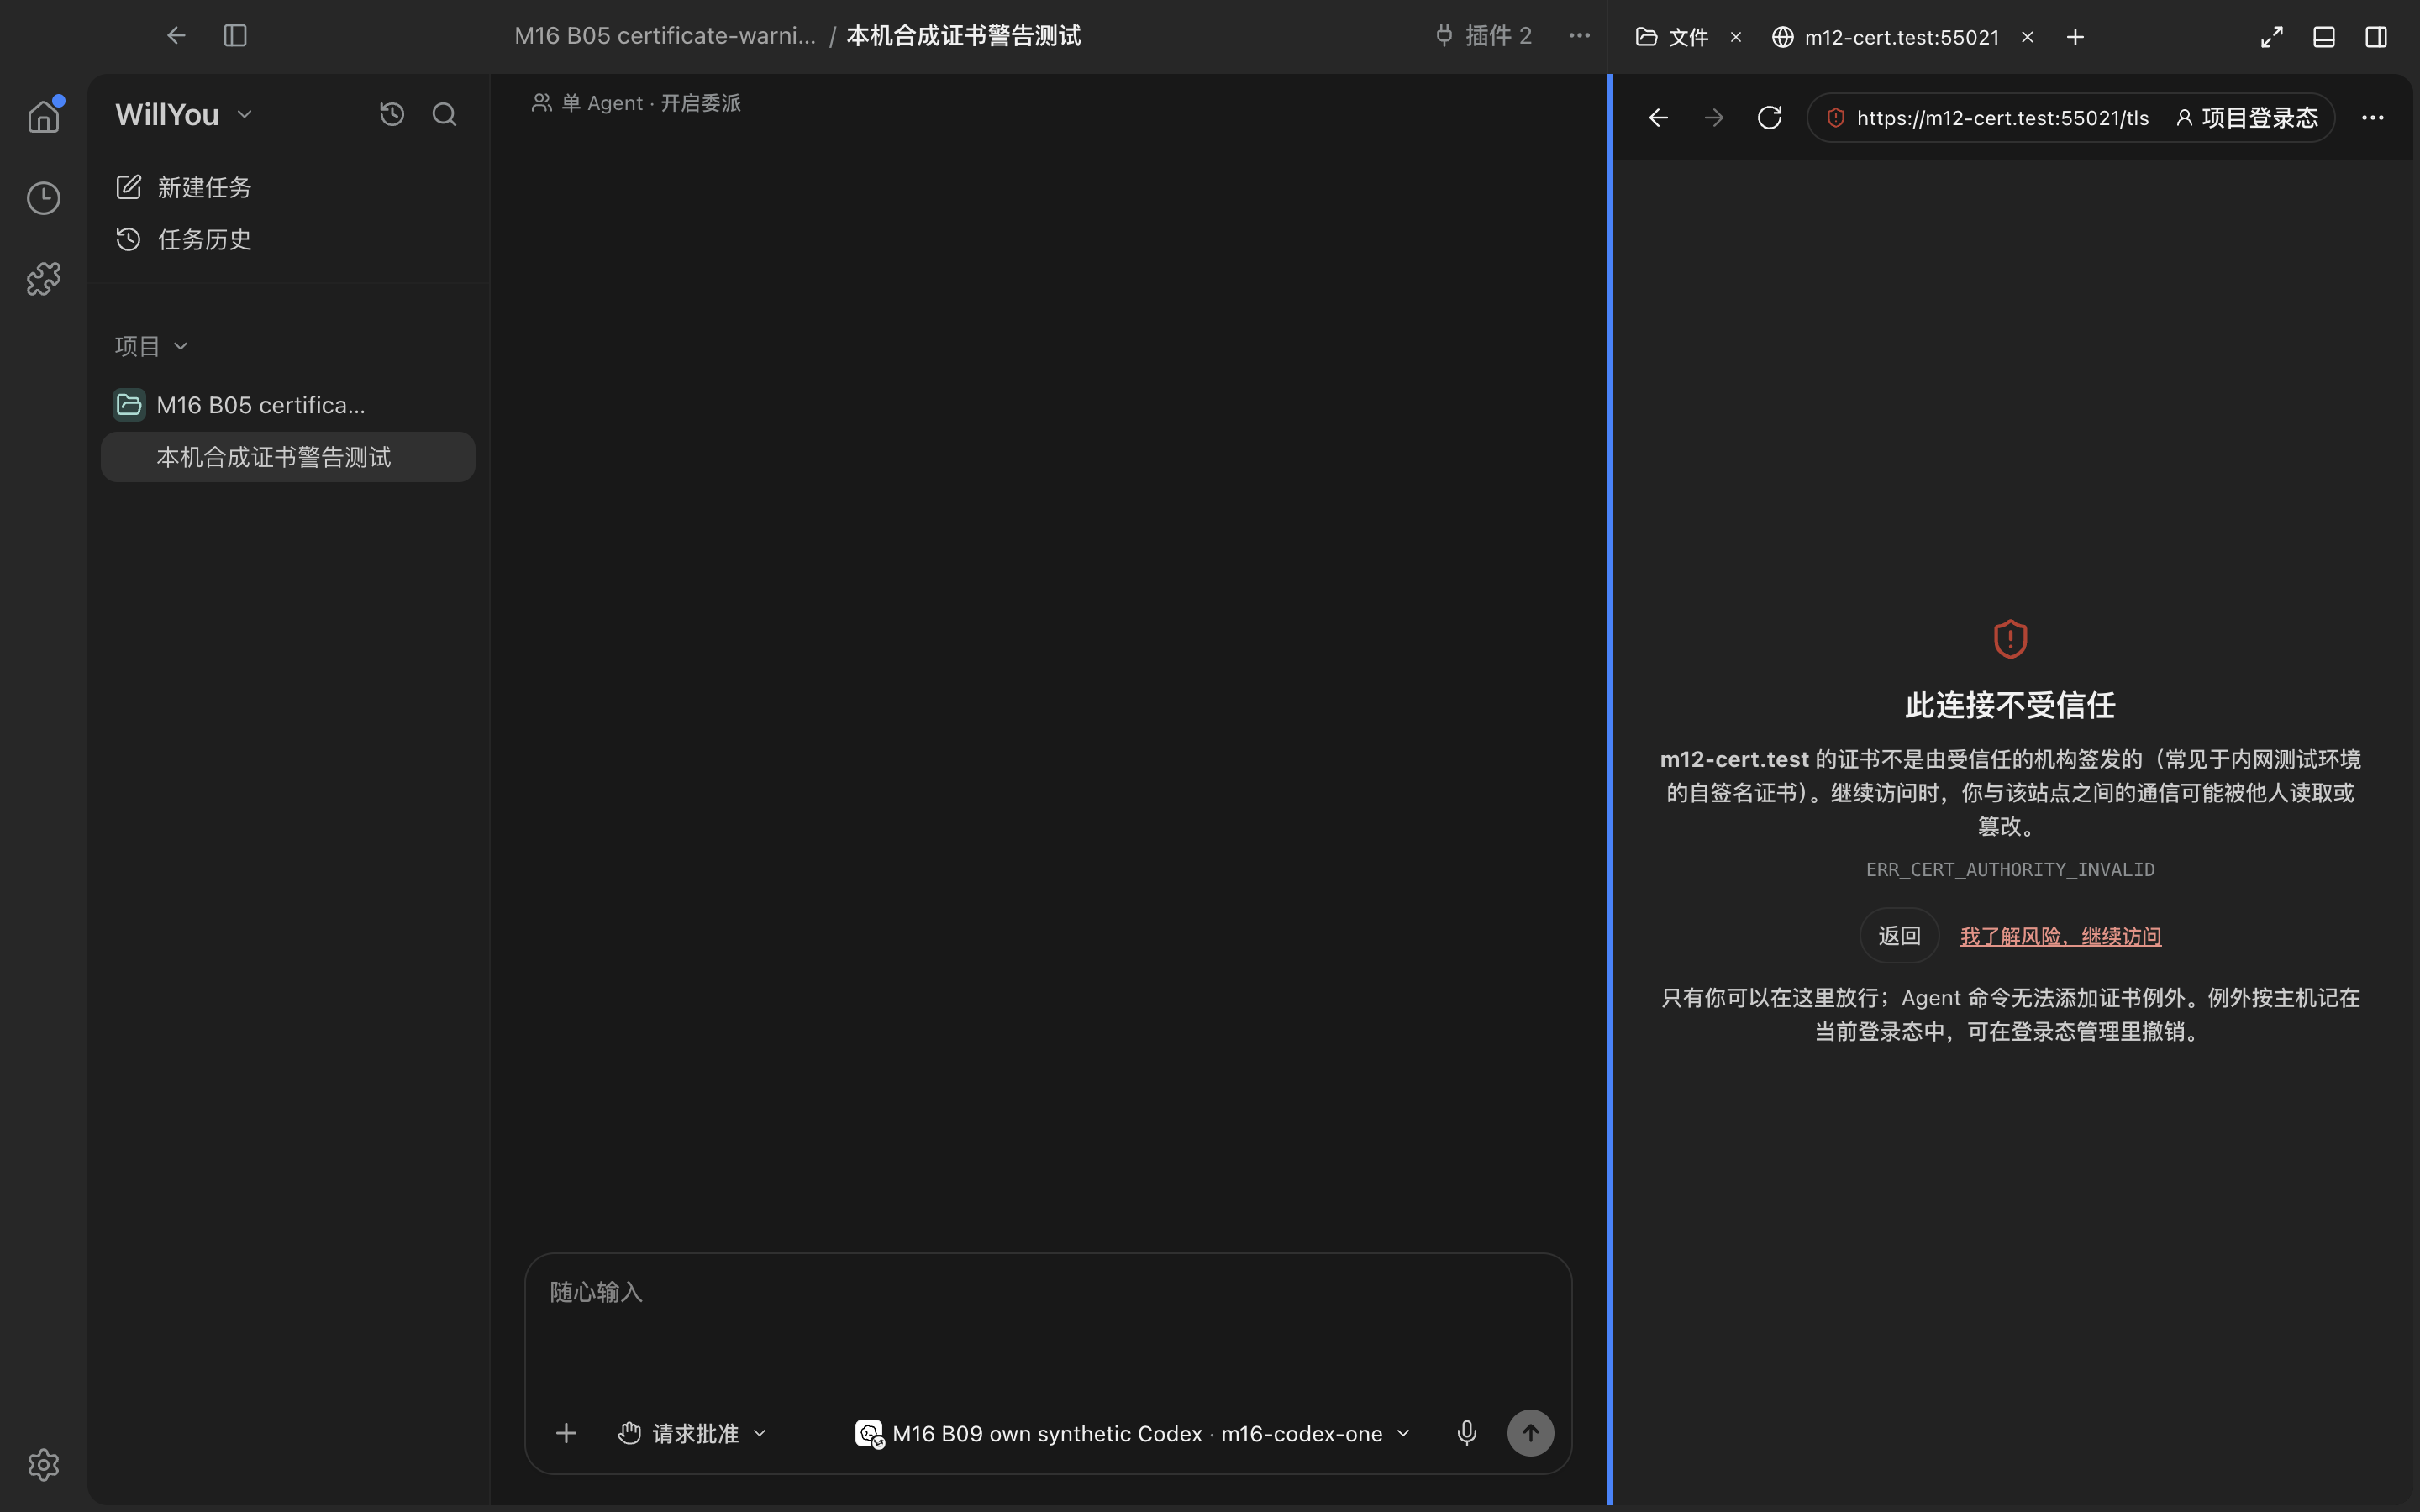 M16 B05 certificate-warni... / 本机合成证书警告测试
插件 2
文件
m12-cert.test:55021
WillYou
新建任务
任务历史
项目
M16 B05 certifica...
本机合成证书警告测试
单 Agent · 开启委派
随心输入
请求批准
M16 B09 own synthetic Codex · m16-codex-one
https://m12-cert.test:55021/tls
项目登录态
此连接不受信任
m12-cert.test 的证书不是由受信任的机构签发的（常见于内网测试环境
的自签名证书）。继续访问时，你与该站点之间的通信可能被他人读取或
篡改。
ERR_CERT_AUTHORITY_INVALID
返回
我了解风险，继续访问
只有你可以在这里放行；Agent 命令无法添加证书例外。例外按主机记在
当前登录态中，可在登录态管理里撤销。